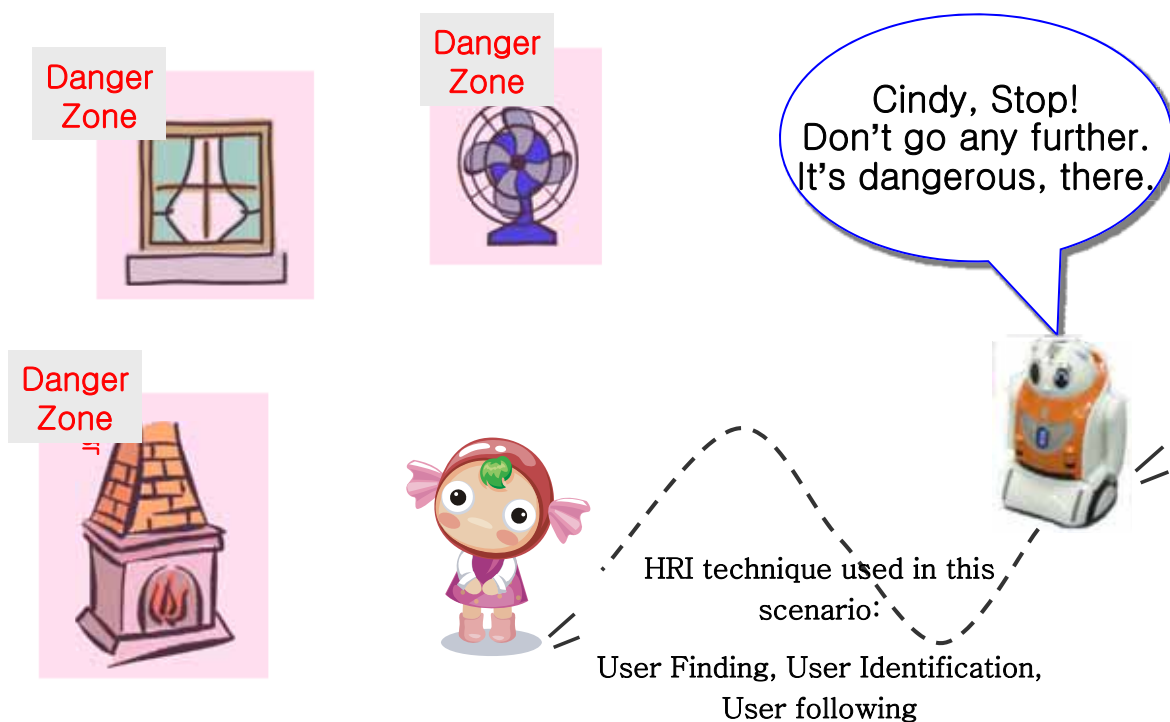 Danger
Zone
Danger
Zone
Cindy, Stop!
Don't go any further.
It's dangerous, there.
Danger
Zone
HRI technique used in this
scenario:
User Finding, User Identification,
User following